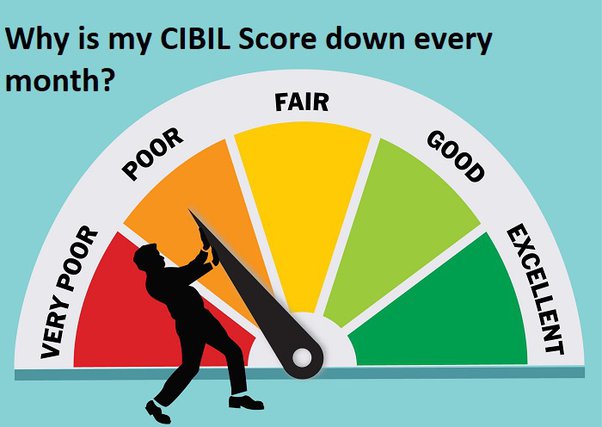 Why is my CIBIL Score down every
month?
VERY POOR
POOR
FAIR
GOOD
EXCELLENT